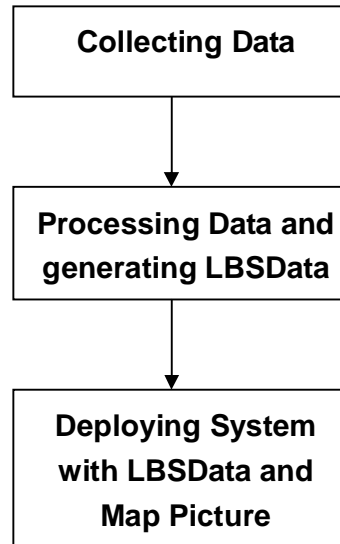 Collecting Data
Processing Data and
generating LBSData
Deploying System
with LBSData and
Map Picture